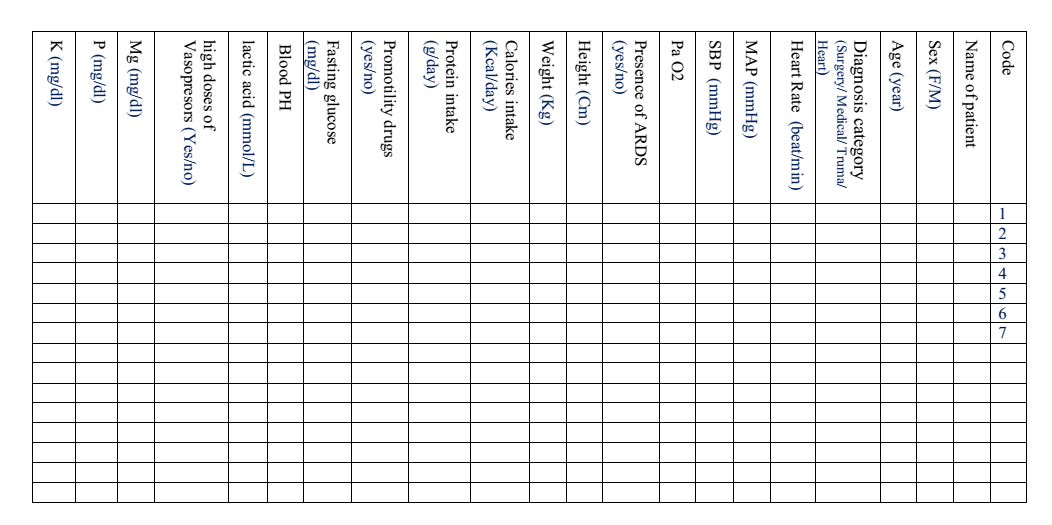 Code
Name of patient
Sex (F/M)
Age (year)
Diagnosis category
(Surgery/ Medical/ Truma/
Heart)
Heart Rate (beat/min)
MAP (mmHg)
SBP (mmHg)
Pa O2
Presence of ARDS
(yes/no)
Height (Cm)
Weight (Kg)
Calories intake
(Kcal/day)
Protein intake
(g/day)
Promotility drugs
(yes/no)
Fasting glucose
(mg/dl)
Blood PH
lactic acid (mmol/L)
high doses of
Vasopresors (Yes/no)
Mg (mg/dl)
P (mg/dl)
K (mg/dl)
1
2
3
4
5
6
7